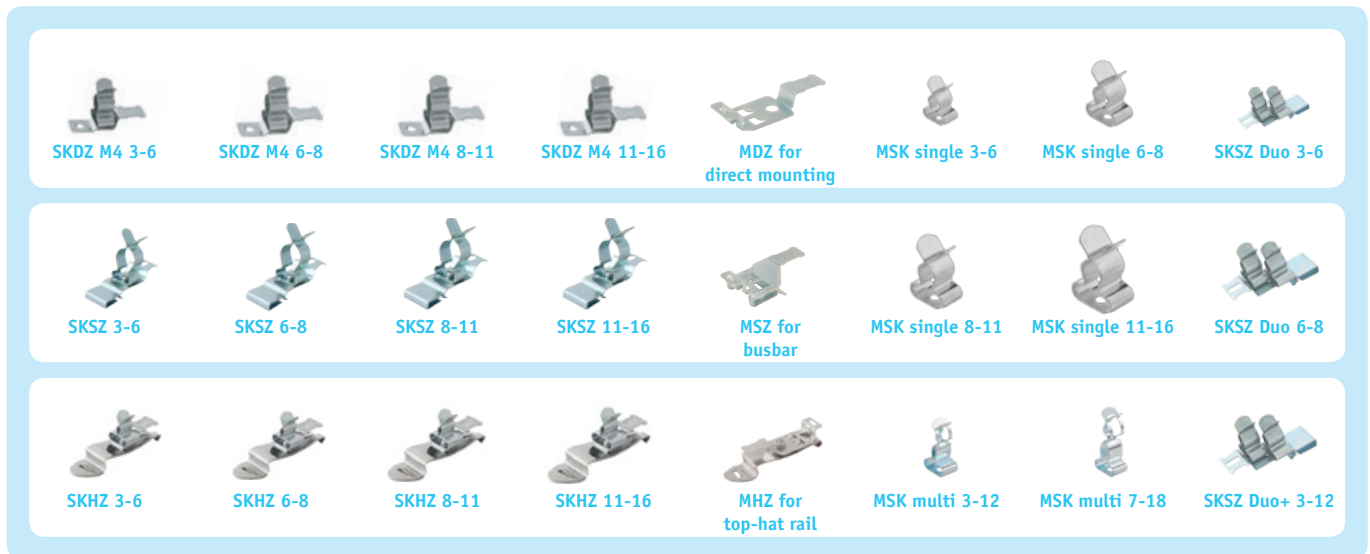 SKDZ M4 3-6
SKDZ M4 6-8
SKDZ M4 8-11
SKDZ M4 11-16
MDZ for
direct mounting
MSK single 3-6
MSK single 6-8
SKSZ Duo 3-6
SKSZ 3-6
SKSZ 6-8
SKSZ 8-11
SKSZ 11-16
MSZ for
busbar
MSK single 8-11
MSK single 11-16
SKSZ Duo 6-8
SKHZ 3-6
SKHZ 6-8
SKHZ 8-11
SKHZ 11-16
MHZ for
top-hat rail
MSK multi 3-12
MSK multi 7-18
SKSZ Duo+ 3-12